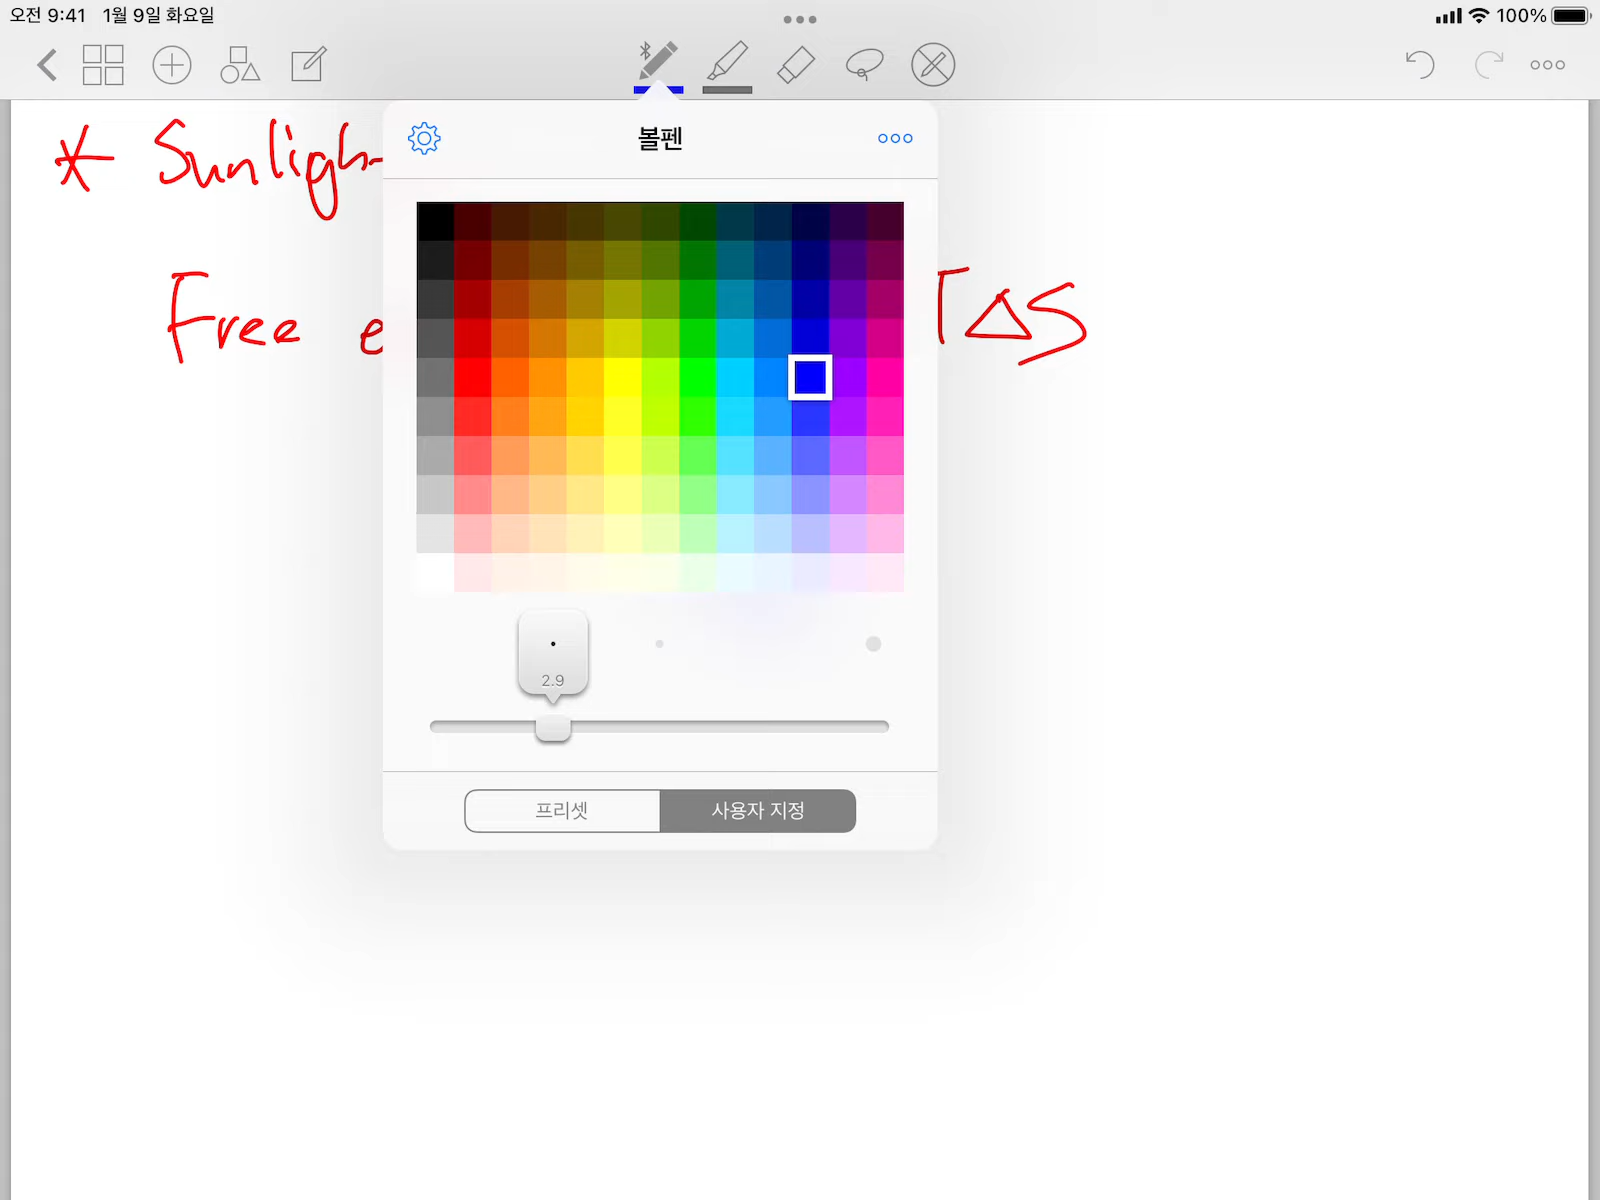 오전 9:41 1월 9일 화요일
100%
볼펜
* Sunligh
Free e
TΔS
2.9
프리셋
사용자 지정